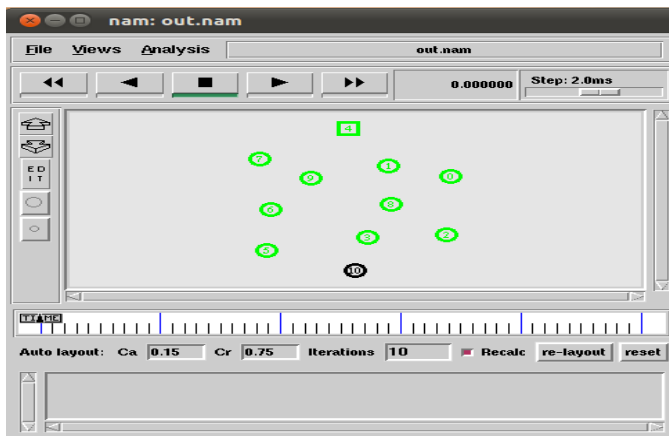 nam: out.nam
File Views Analysis out.nam
0.000000 Step: 2.0ms
E D
I T
4
7
1
9
0
6
8
3
2
5
10
TIME
Auto layout: Ca 0.15 Cr 0.75 Iterations 10 Recalc re-layout reset